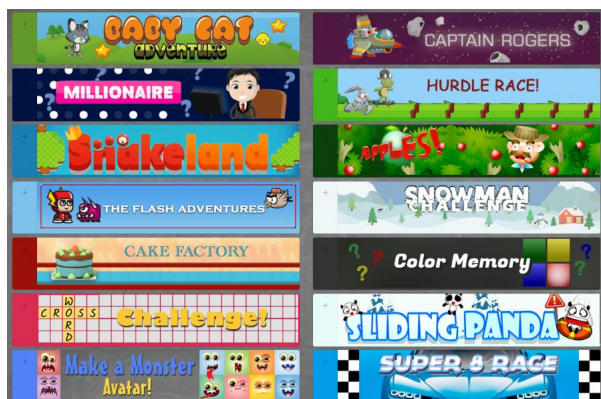 BABY CAT
adventure
CAPTAIN ROGERS
MILLIONAIRE
HURDLE RACE!
Snakeland
APPLES!
THE FLASH ADVENTURES
SNOWMAN
CHALLENGE
CAKE FACTORY
Color Memory
CROSS
WORD
Challenge!
SLIDING PANDA
Make a Monster
Avatar!
SUPER 8 RACE